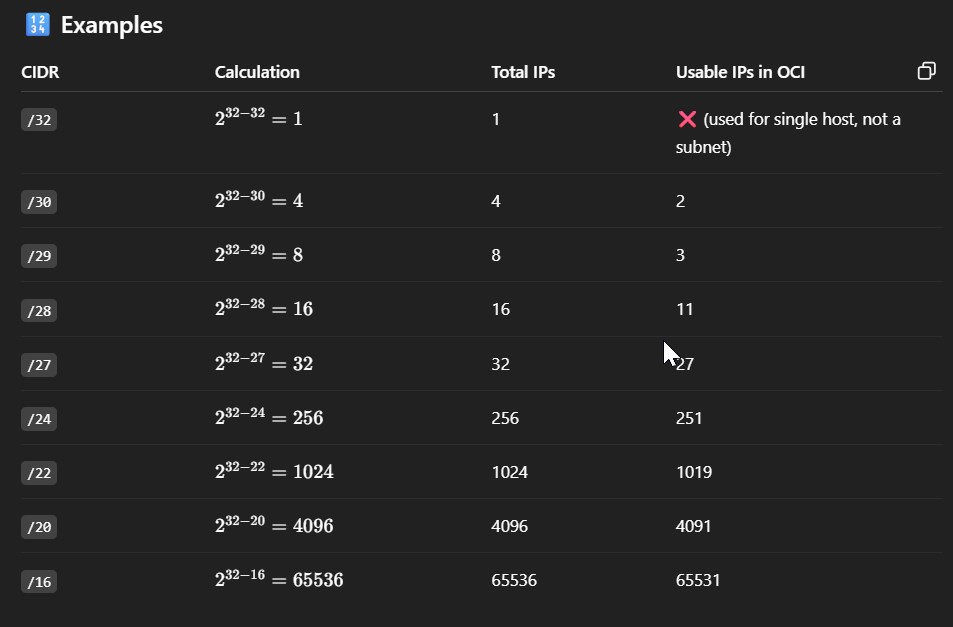 🔢 Examples
CIDR Calculation Total IPs Usable IPs in OCI
/32 2^{32−32} = 1 1 ❌ (used for single host, not a
subnet)
/30 2^{32−30} = 4 4 2
/29 2^{32−29} = 8 8 3
/28 2^{32−28} = 16 16 11
/27 2^{32−27} = 32 32 27
/24 2^{32−24} = 256 256 251
/22 2^{32−22} = 1024 1024 1019
/20 2^{32−20} = 4096 4096 4091
/16 2^{32−16} = 65536 65536 65531